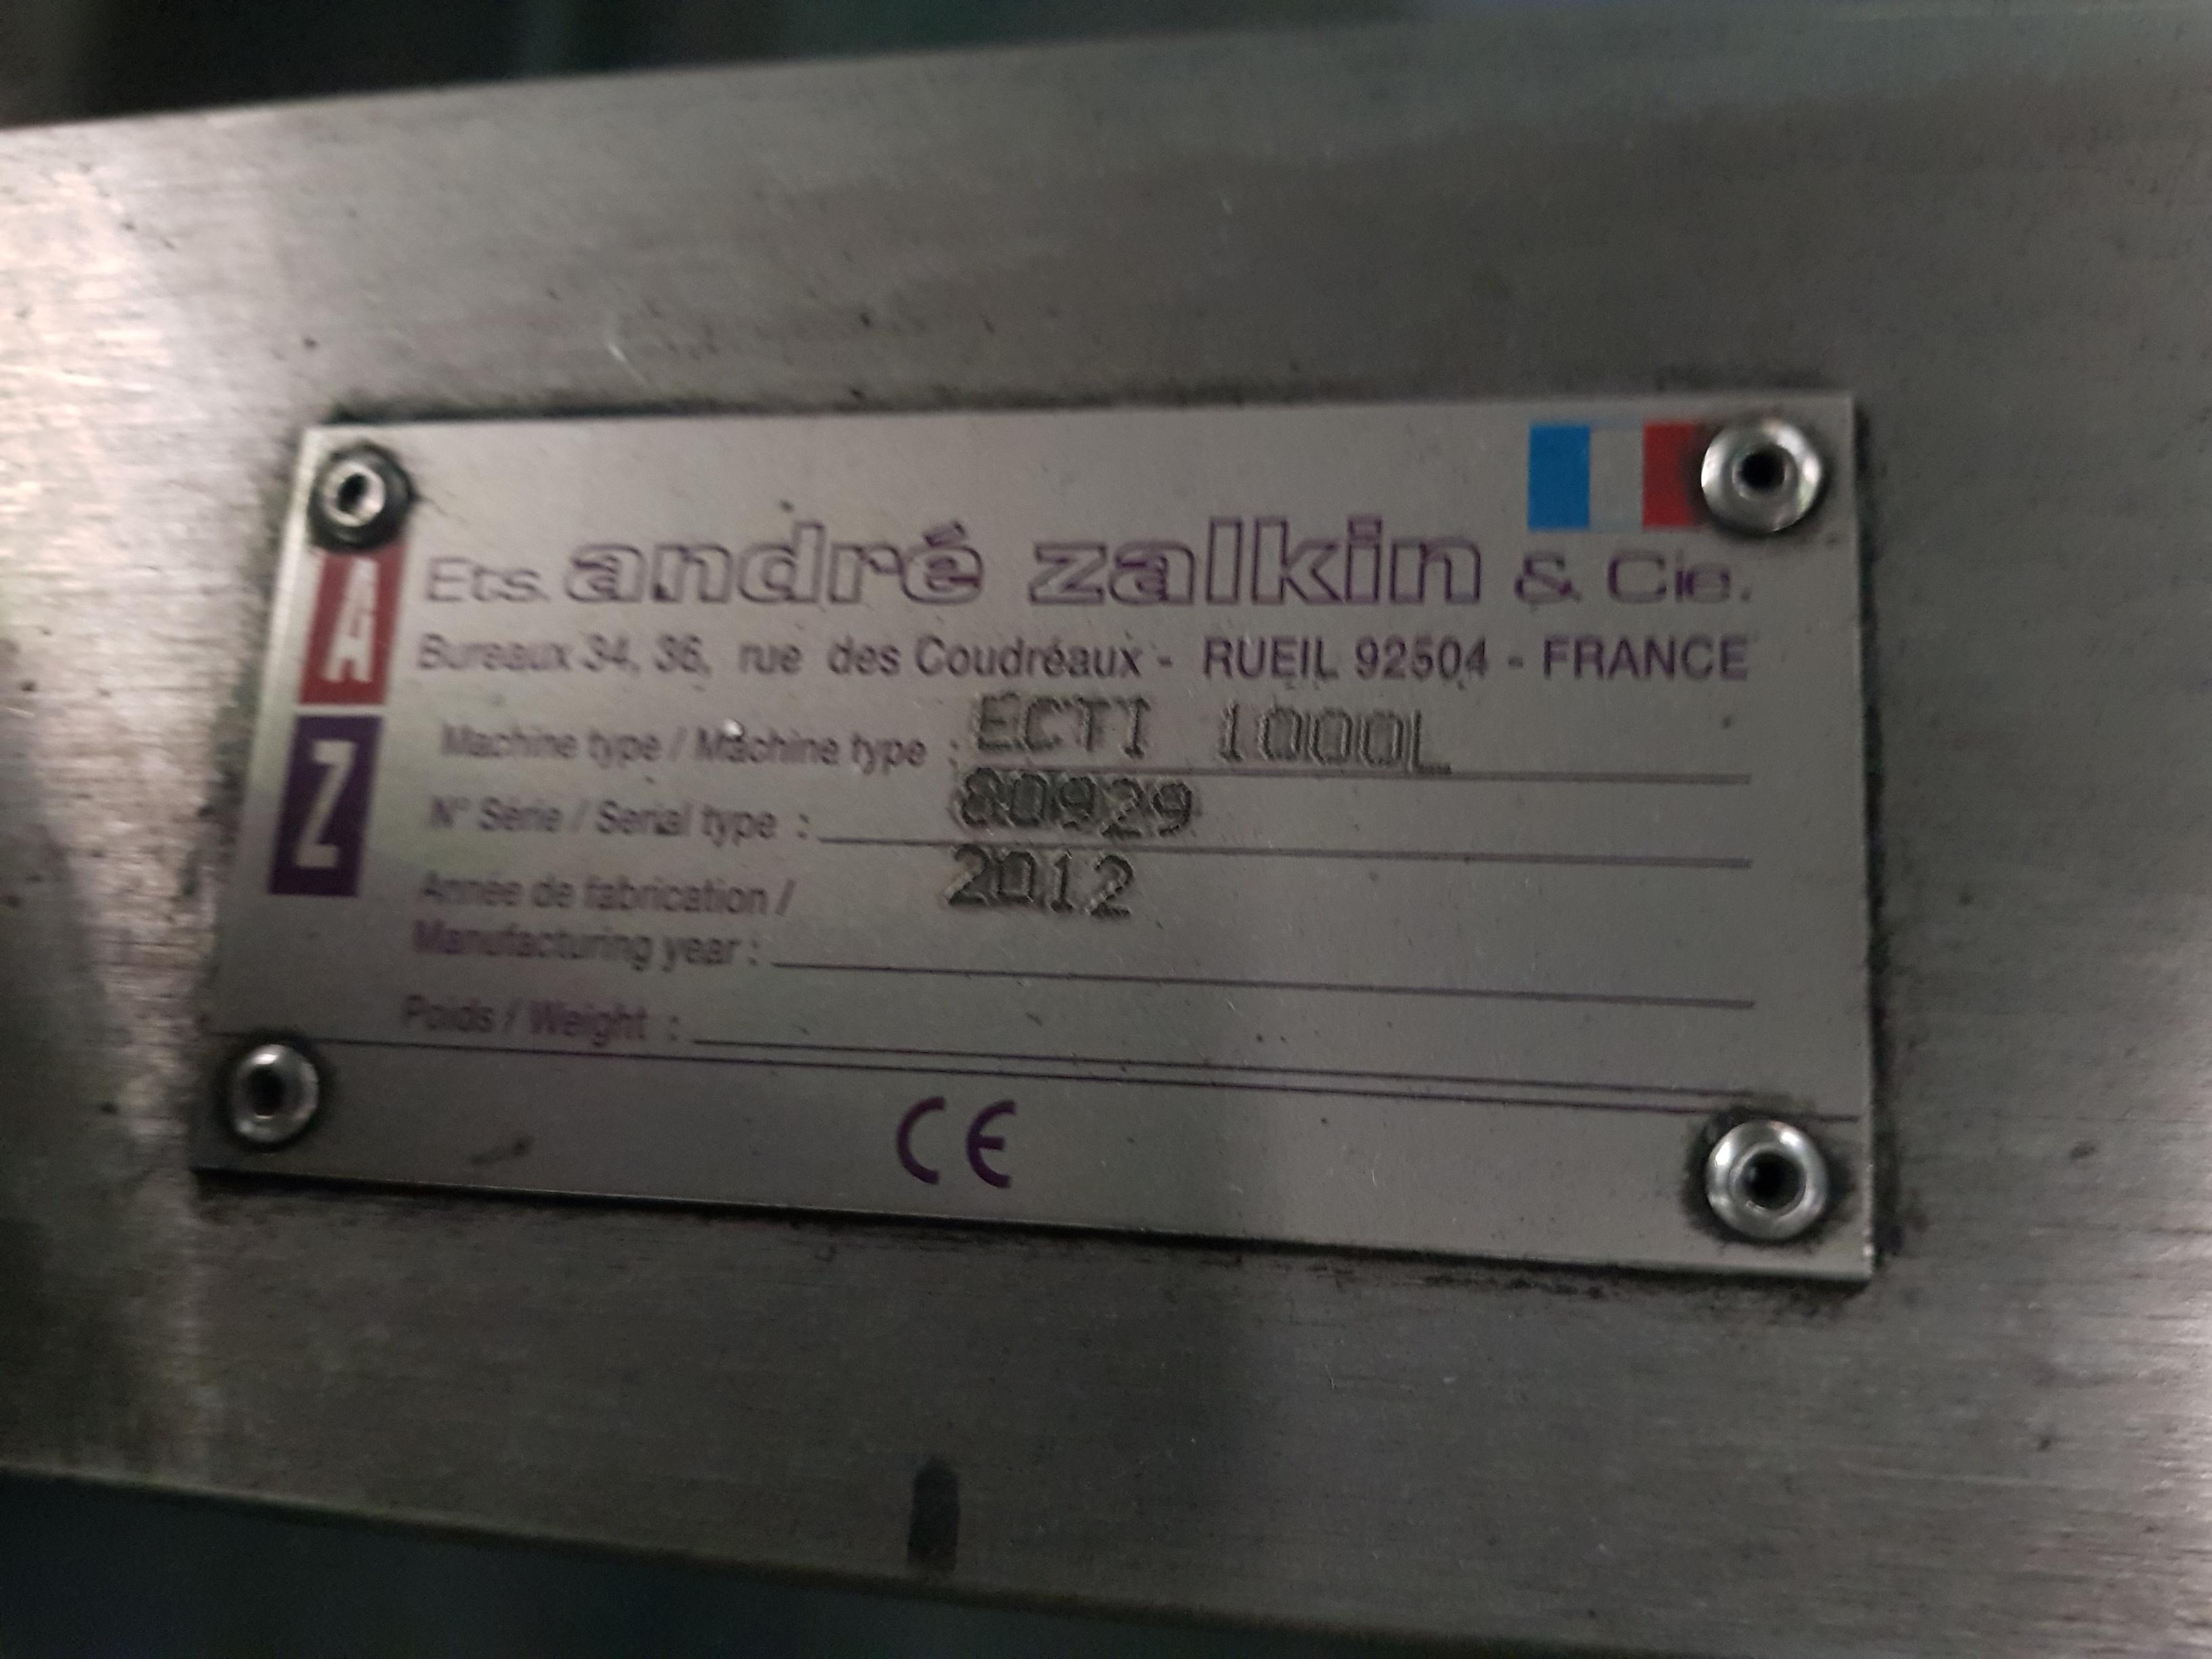 A
Z
Ets. andré zalkin & Cie.
Bureaux 34, 36, rue des Coudréaux - RUEIL 92504 - FRANCE
Machine type / Machine type : ECTI 1000L
N° Série / Serial type : 80929
Année de fabrication / 2012
Manufacturing year :
Poids / Weight :
CE